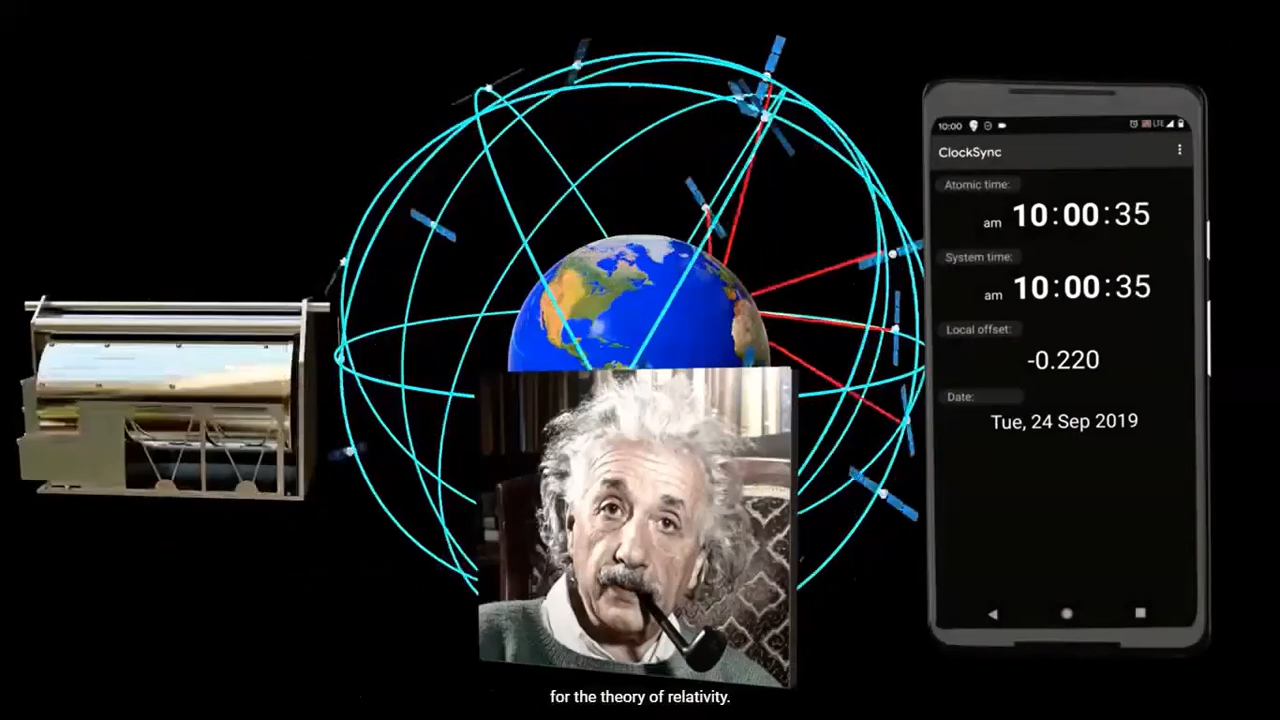 10:00
LTE
ClockSync
Atomic time:
am 10:00:35
System time:
am 10:00:35
Local offset:
-0.220
Date:
Tue, 24 Sep 2019
for the theory of relativity.